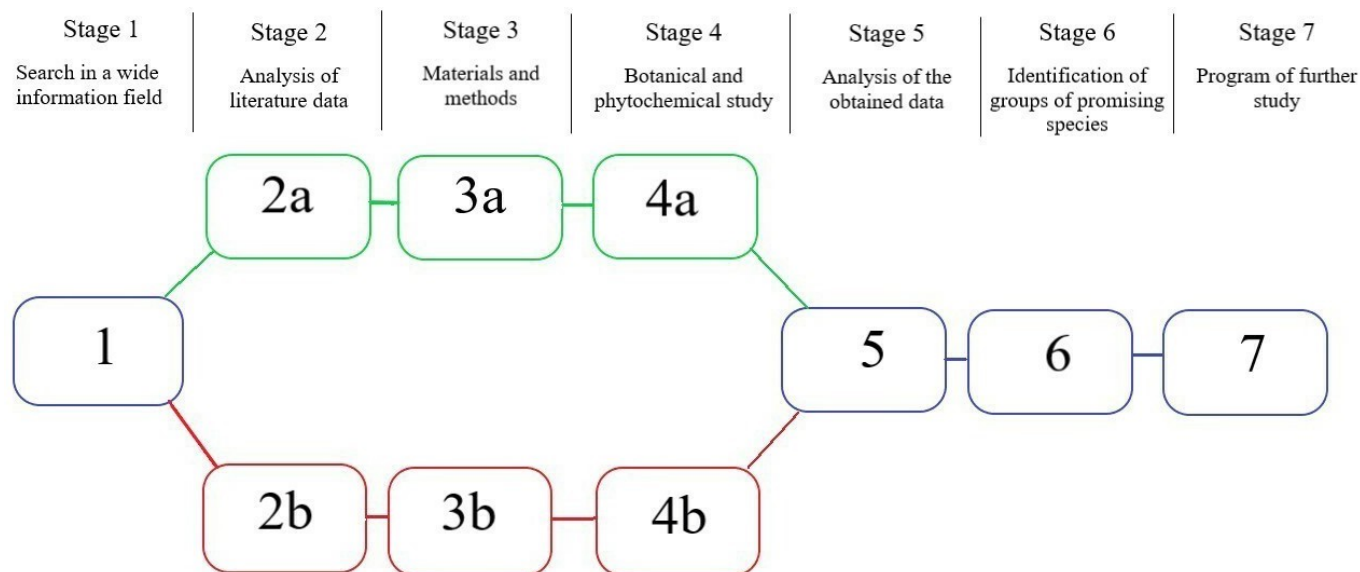 Stage 1
Search in a wide
information field
Stage 2
Analysis of
literature data
Stage 3
Materials and
methods
Stage 4
Botanical and
phytochemical study
Stage 5
Analysis of the
obtained data
Stage 6
Identification of
groups of promising
species
Stage 7
Program of further
study
2a
3a
4a
1
5
6
7
2b
3b
4b